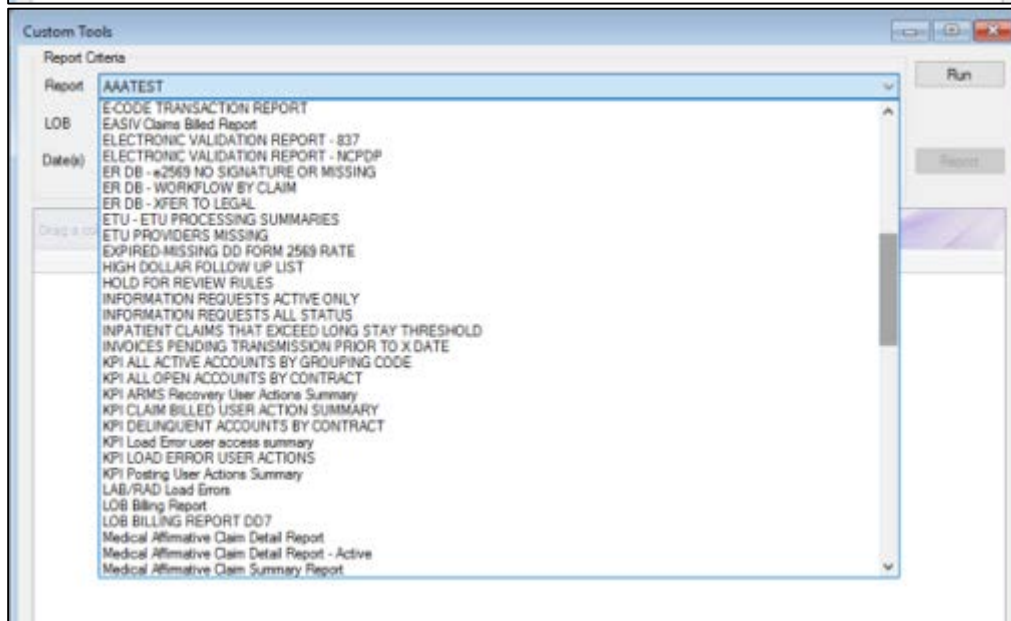 Custom Tools
Report Criteria
Report AAATEST
Run
E-CODE TRANSACTION REPORT
LOB
EASIV Claims Billed Report
ELECTRONIC VALIDATION REPORT - 837
Date(s)
ELECTRONIC VALIDATION REPORT - NCPDP
Report
ER DB - e2569 NO SIGNATURE OR MISSING
ER DB - WORKFLOW BY CLAIM
ER DB - XFER TO LEGAL
ETU - ETU PROCESSING SUMMARIES
Drag a co
ETU PROVIDERS MISSING
EXPIRED-MISSING DD FORM 2569 RATE
HIGH DOLLAR FOLLOW UP LIST
HOLD FOR REVIEW RULES
INFORMATION REQUESTS ACTIVE ONLY
INFORMATION REQUESTS ALL STATUS
INPATIENT CLAIMS THAT EXCEED LONG STAY THRESHOLD
INVOICES PENDING TRANSMISSION PRIOR TO X DATE
KPI ALL ACTIVE ACCOUNTS BY GROUPING CODE
KPI ALL OPEN ACCOUNTS BY CONTRACT
KPI ARMS Recovery User Actions Summary
KPI CLAIM BILLED USER ACTION SUMMARY
KPI DELINQUENT ACCOUNTS BY CONTRACT
KPI Load Error user access summary
KPI LOAD ERROR USER ACTIONS
KPI Posting User Actions Summary
LAB/RAD Load Errors
LOB Billing Report
LOB BILLING REPORT DD7
Medical Affirmative Claim Detail Report
Medical Affirmative Claim Detail Report - Active
Medical Affirmative Claim Summary Report